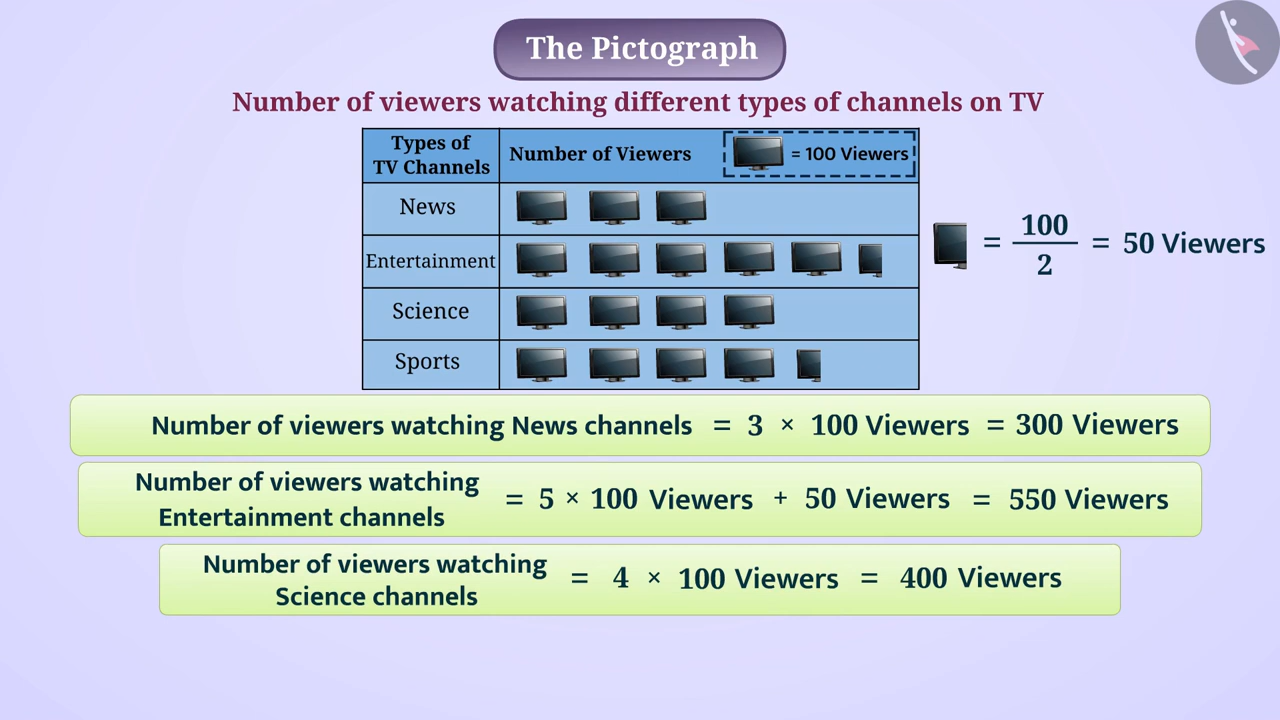 The Pictograph
Number of viewers watching different types of channels on TV
Types of
TV Channels
Number of Viewers
= 100 Viewers
News
Entertainment
Science
Sports
= 100/2 = 50 Viewers
Number of viewers watching News channels = 3 × 100 Viewers = 300 Viewers
Number of viewers watching
Entertainment channels
= 5 × 100 Viewers + 50 Viewers = 550 Viewers
Number of viewers watching
Science channels
= 4 × 100 Viewers = 400 Viewers